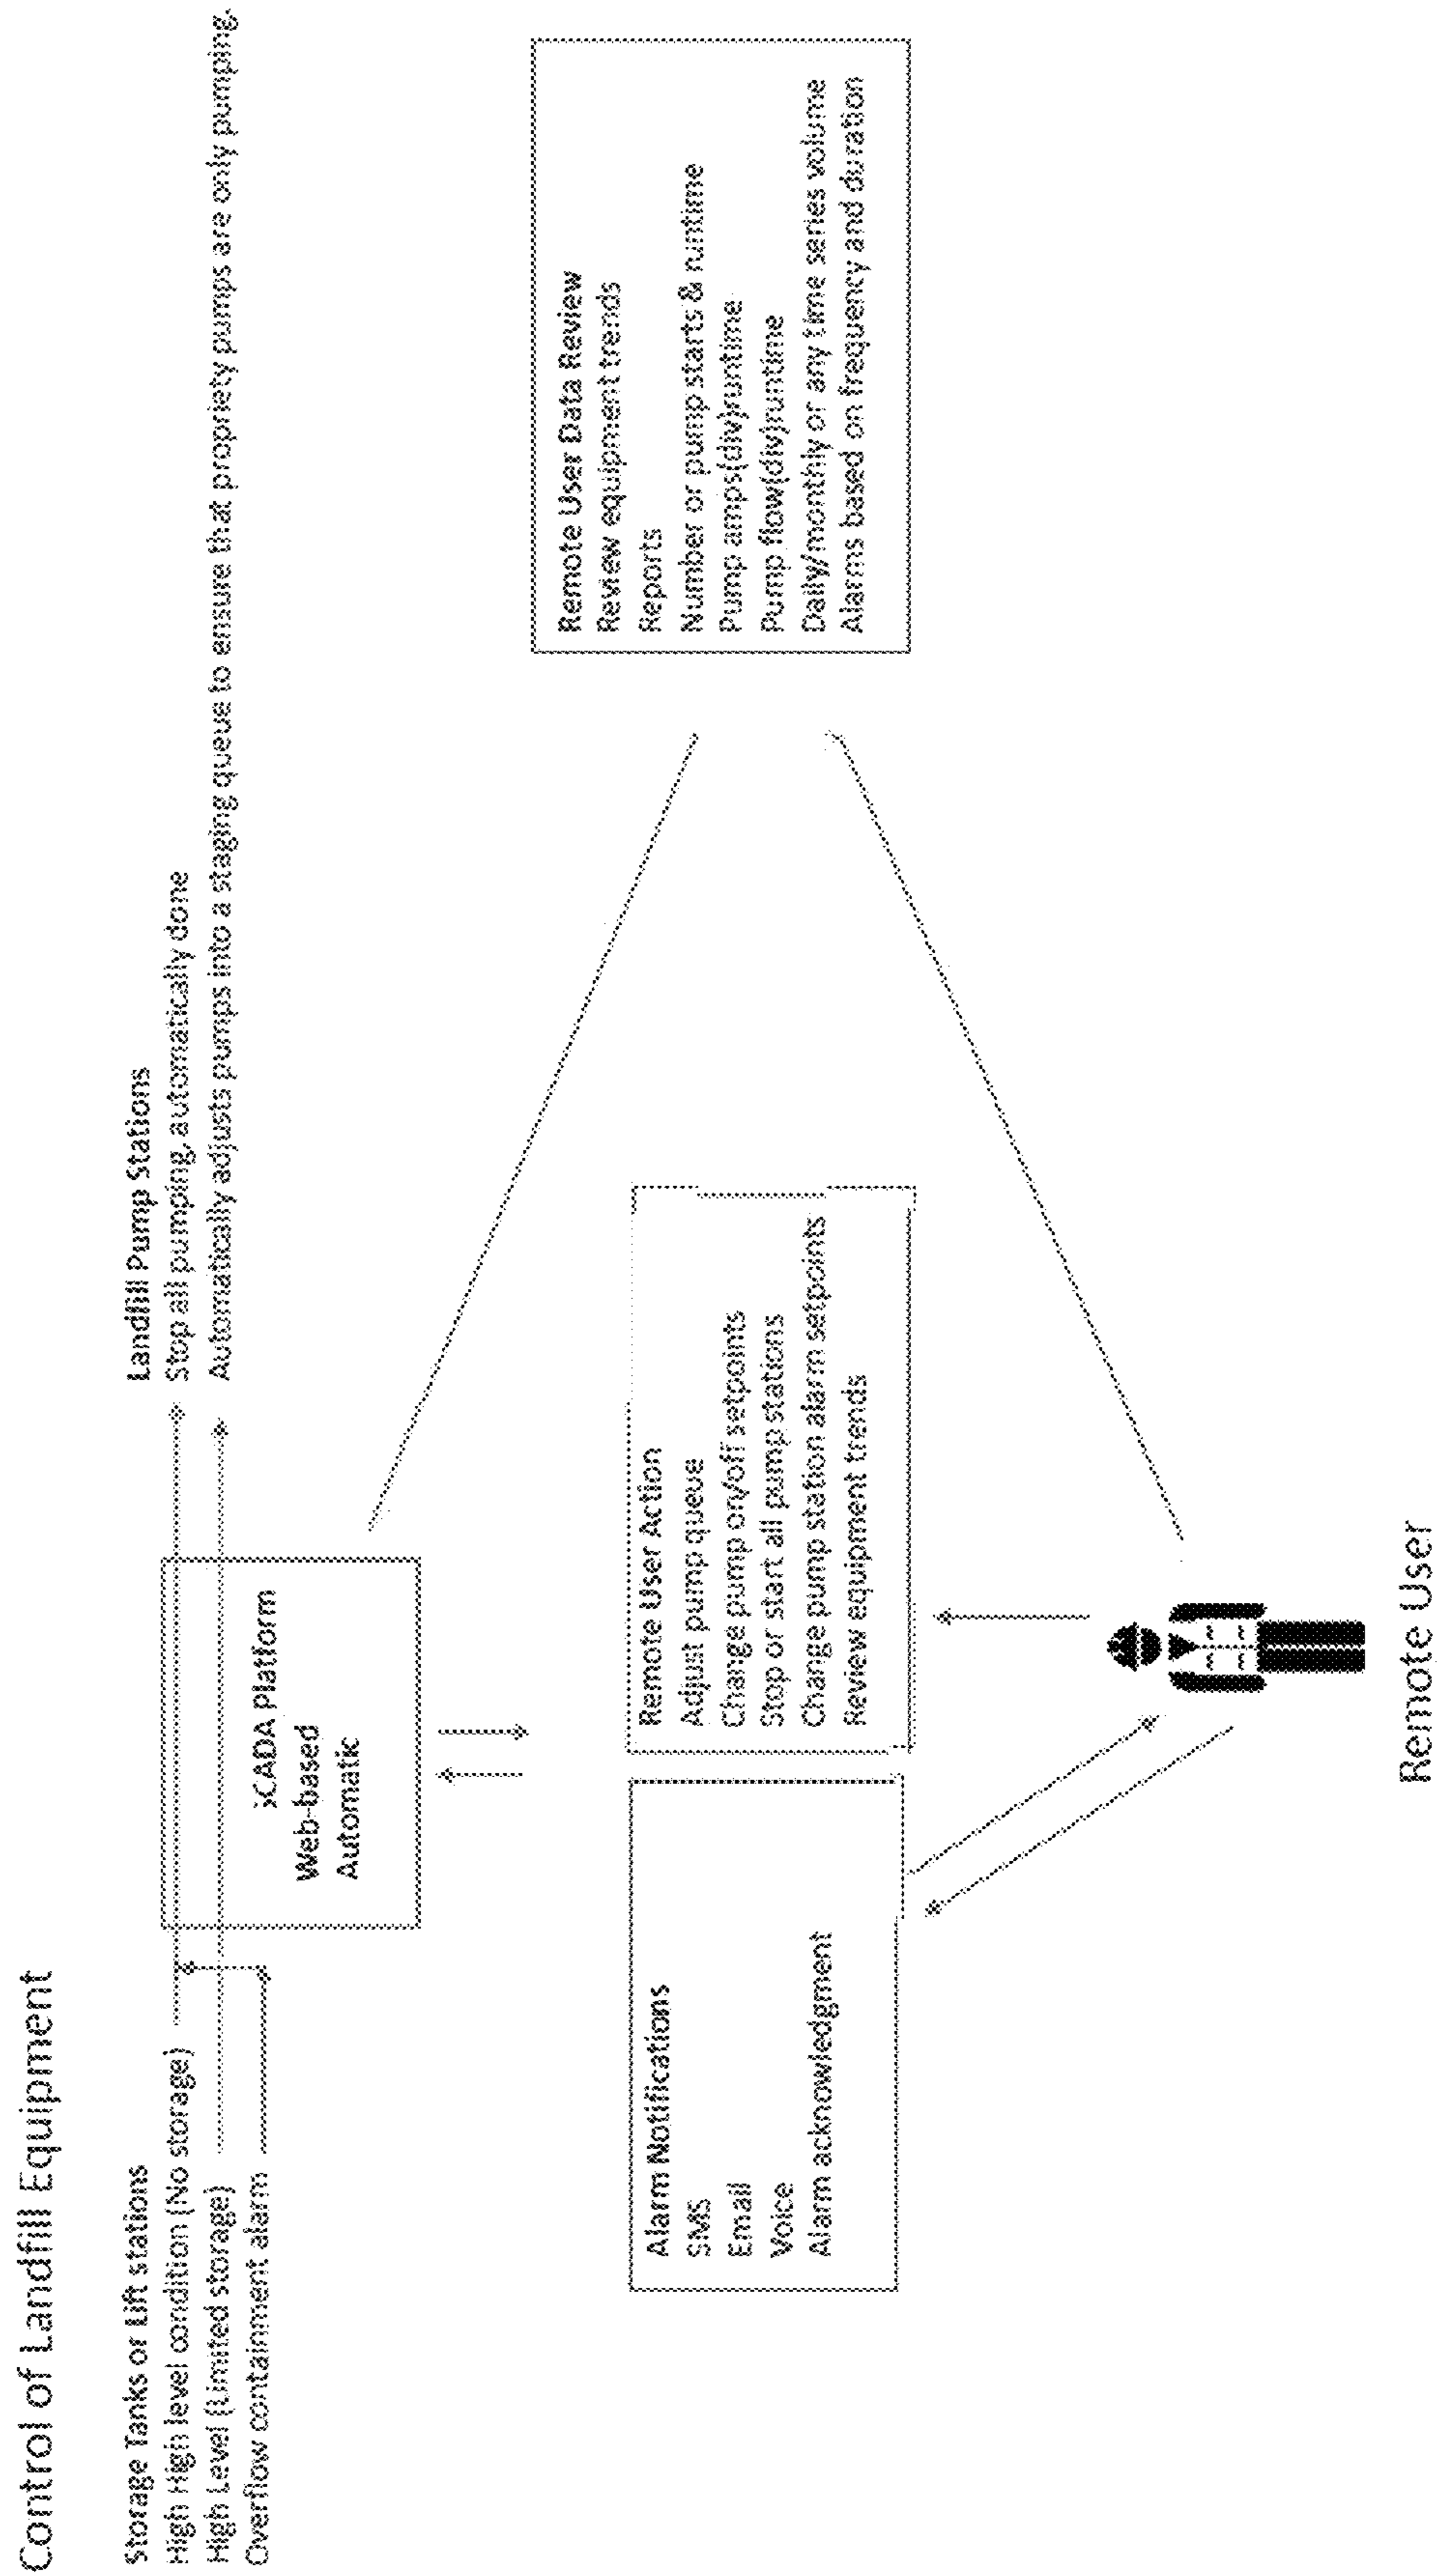 Control of Landfill Equipment
Storage Tanks or Lift stations
High High level condition (No storage)
High Level (Limited storage)
Overflow containment alarm
Landfill Pump Stations
Stop all pumping, automatically done
Automatically adjusts pumps into a staging queue to ensure that propriety pumps are only pumping.
xCADA Platform
Web-based
Automatic
Alarm Notifications
SMS
Email
Voice
Alarm acknowledgment
Remote User Action
Adjust pump queue
Change pump on/off setpoints
Stop or start all pump stations
Change pump station alarm setpoints
Review equipment trends
Remote User Data Review
Review equipment trends
Reports
Number or pump starts & runtime
Pump amps(div)runtime
Pump flow(div)runtime
Daily/monthly or any time series volume
Alarms based on frequency and duration
Remote User